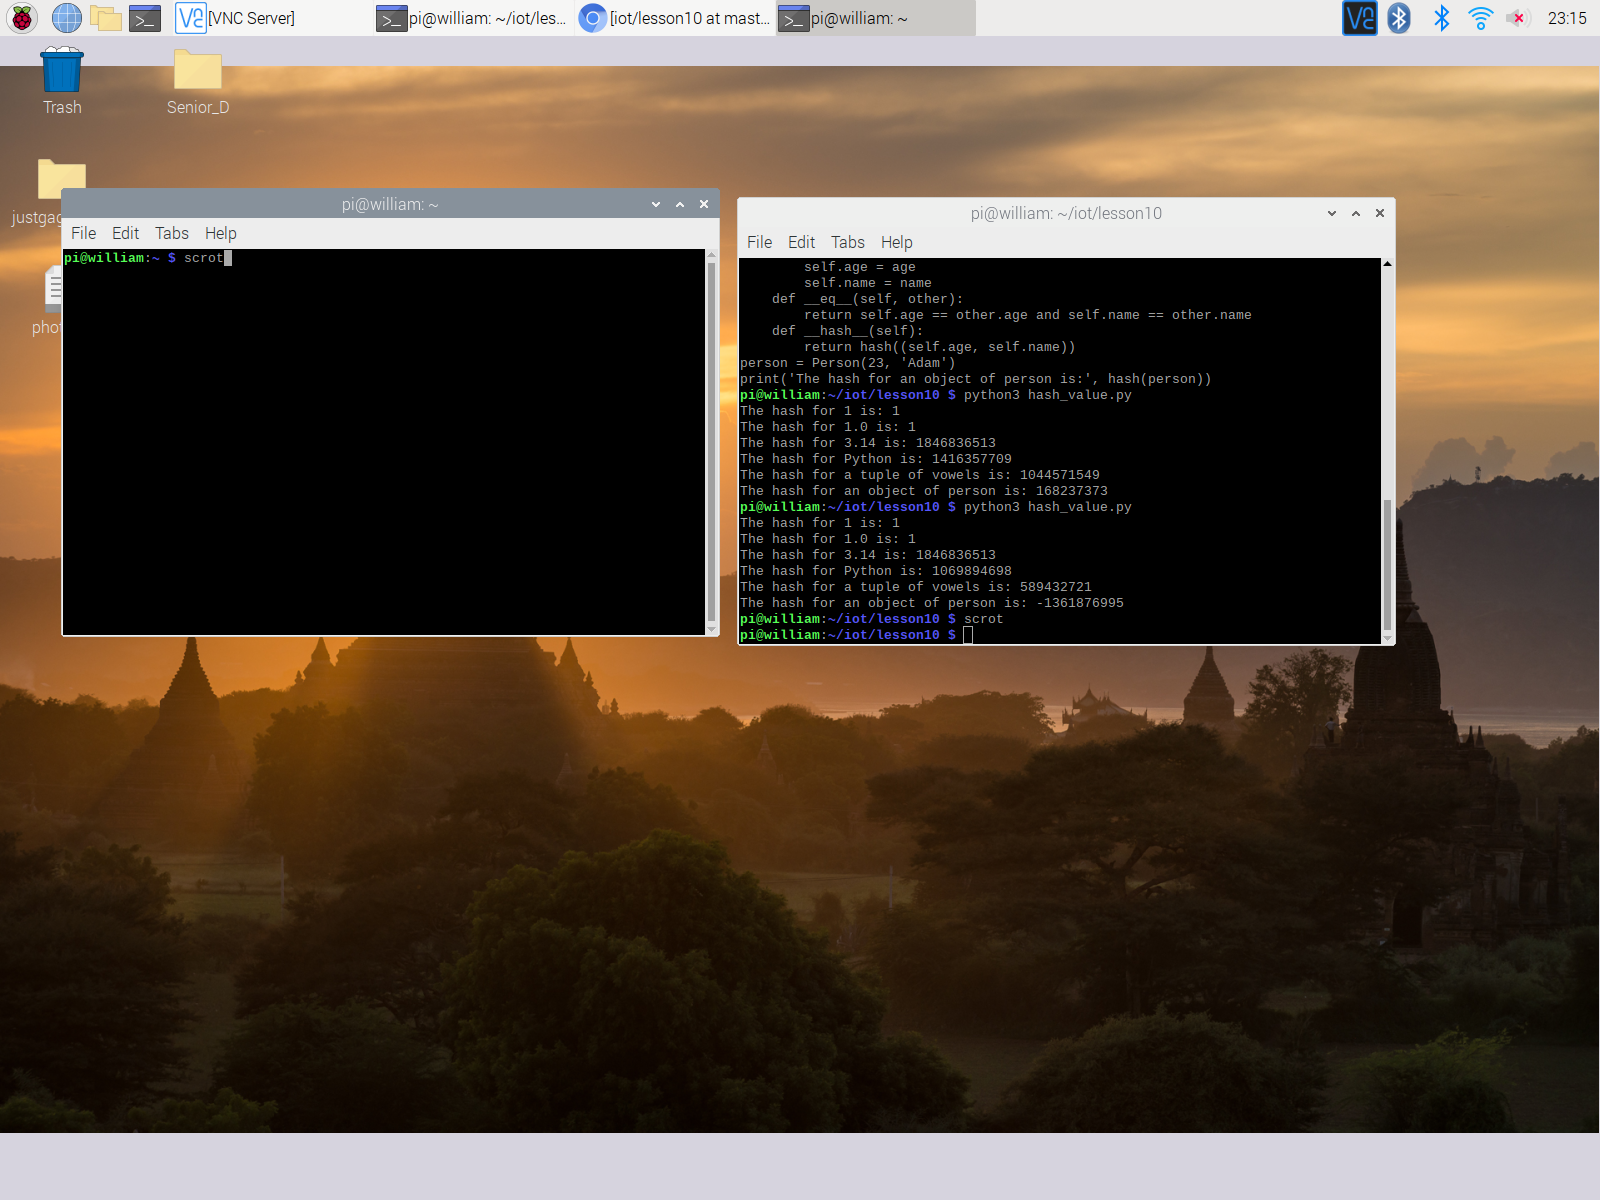 [VNC Server]
pi@william: ~/iot/les...
[iot/lesson10 at mast...
pi@william: ~
23:15
Trash
Senior_D
justgag
phot
pi@william: ~
File Edit Tabs Help
pi@william:~ $ scrot
pi@william: ~/iot/lesson10
File Edit Tabs Help
        self.age = age
        self.name = name
    def __eq__(self, other):
        return self.age == other.age and self.name == other.name
    def __hash__(self):
        return hash((self.age, self.name))
person = Person(23, 'Adam')
print('The hash for an object of person is:', hash(person))
pi@william:~/iot/lesson10 $ python3 hash_value.py
The hash for 1 is: 1
The hash for 1.0 is: 1
The hash for 3.14 is: 1846836513
The hash for Python is: 1416357709
The hash for a tuple of vowels is: 1044571549
The hash for an object of person is: 168237373
pi@william:~/iot/lesson10 $ python3 hash_value.py
The hash for 1 is: 1
The hash for 1.0 is: 1
The hash for 3.14 is: 1846836513
The hash for Python is: 1069894698
The hash for a tuple of vowels is: 589432721
The hash for an object of person is: -1361876995
pi@william:~/iot/lesson10 $ scrot
pi@william:~/iot/lesson10 $